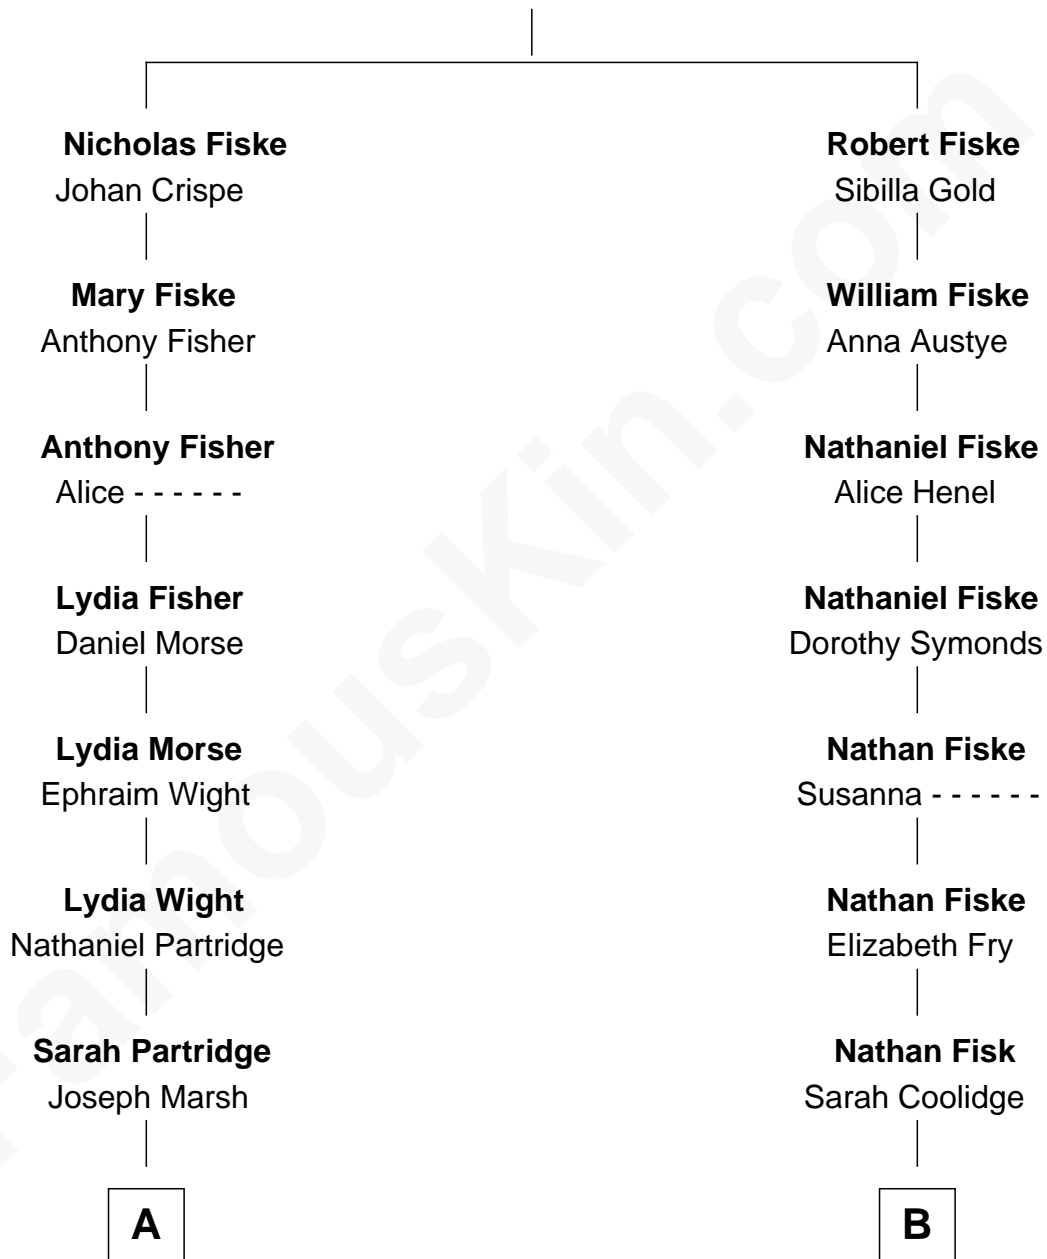 Nicholas Fiske
Johan Crispe
Mary Fiske
Anthony Fisher
Anthony Fisher
Alice - - - - - -
Lydia Fisher
Daniel Morse
Lydia Morse
Ephraim Wight
Lydia Wight
Nathaniel Partridge
Sarah Partridge
Joseph Marsh
A
Robert Fiske
Sibilla Gold
William Fiske
Anna Austye
Nathaniel Fiske
Alice Henel
Nathaniel Fiske
Dorothy Symonds
Nathan Fiske
Susanna - - - - - -
Nathan Fiske
Elizabeth Fry
Nathan Fisk
Sarah Coolidge
B
FamousKin.com